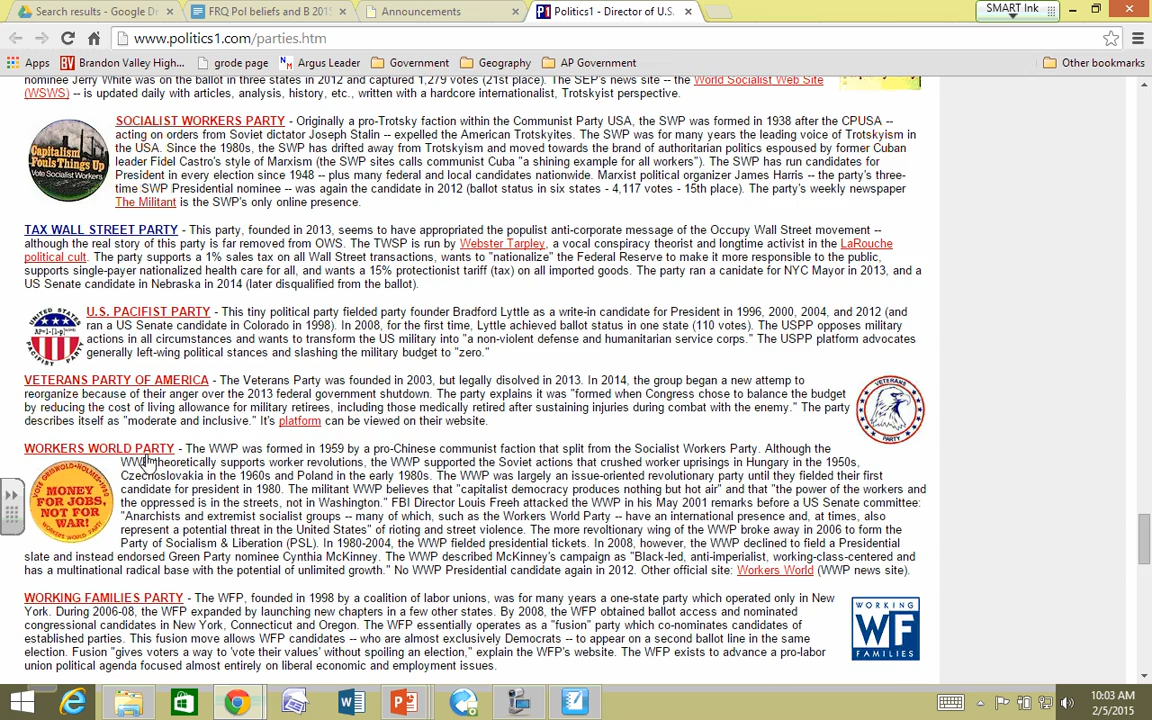 Search results - Google Dr
FRQ Pol beliefs and B 2015
Announcements
Politics1 - Director of U.S.
SMART Ink
www.politics1.com/parties.htm
Apps
Brandon Valley High...
grode page
Argus Leader
Government
Geography
AP Government
Other bookmarks
nominee Jerry White was on the ballot in three states in 2012 and captured 1,279 votes (21st place). The SEP's news site -- the World Socialist Web Site
(WSWS) -- is updated daily with articles, analysis, history, etc., written with a hardcore internationalist, Trotskyist perspective.
Capitalism
Fouls Things Up
Vote Socialist Workers
SOCIALIST WORKERS PARTY - Originally a pro-Trotsky faction within the Communist Party USA, the SWP was formed in 1938 after the CPUSA --
acting on orders from Soviet dictator Joseph Stalin -- expelled the American Trotskyites. The SWP was for many years the leading voice of Trotskyism in
the USA. Since the 1980s, the SWP has drifted away from Trotskyism and moved towards the brand of authoritarian politics espoused by former Cuban
leader Fidel Castro's style of Marxism (the SWP sites calls communist Cuba "a shining example for all workers"). The SWP has run candidates for
President in every election since 1948 -- plus many federal and local candidates nationwide. Marxist political organizer James Harris -- the party's three-
time SWP Presidential nominee -- was again the candidate in 2012 (ballot status in six states - 4,117 votes - 15th place). The party's weekly newspaper
The Militant is the SWP's only online presence.
TAX WALL STREET PARTY - This party, founded in 2013, seems to have appropriated the populist anti-corporate message of the Occupy Wall Street movement --
although the real story of this party is far removed from OWS. The TWSP is run by Webster Tarpley, a vocal conspiracy theorist and longtime activist in the LaRouche
political cult. The party supports a 1% sales tax on all Wall Street transactions, wants to "nationalize" the Federal Reserve to make it more responsible to the public,
supports single-payer nationalized health care for all, and wants a 15% protectionist tariff (tax) on all imported goods. The party ran a canidate for NYC Mayor in 2013, and a
US Senate candidate in Nebraska in 2014 (later disqualified from the ballot).
UNITED STATES
PACIFIST PARTY
U.S. PACIFIST PARTY - This tiny political party fielded party founder Bradford Lyttle as a write-in candidate for President in 1996, 2000, 2004, and 2012 (and
ran a US Senate candidate in Colorado in 1998). In 2008, for the first time, Lyttle achieved ballot status in one state (110 votes). The USPP opposes military
actions in all circumstances and wants to transform the US military into "a non-violent defense and humanitarian service corps." The USPP platform advocates
generally left-wing political stances and slashing the military budget to "zero."
VETERANS PARTY OF AMERICA - The Veterans Party was founded in 2003, but legally disolved in 2013. In 2014, the group began a new attemp to
reorganize because of their anger over the 2013 federal government shutdown. The party explains it was "formed when Congress chose to balance the budget
by reducing the cost of living allowance for military retirees, including those medically retired after sustaining injuries during combat with the enemy." The party
describes itself as "moderate and inclusive." It's platform can be viewed on their website.
VETERANS
PARTY
WORKERS WORLD PARTY - The WWP was formed in 1959 by a pro-Chinese communist faction that split from the Socialist Workers Party. Although the
WWP theoretically supports worker revolutions, the WWP supported the Soviet actions that crushed worker uprisings in Hungary in the 1950s,
Czechoslovakia in the 1960s and Poland in the early 1980s. The WWP was largely an issue-oriented revolutionary party until they fielded their first
candidate for president in 1980. The militant WWP believes that "capitalist democracy produces nothing but hot air" and that "the power of the workers and
the oppressed is in the streets, not in Washington." FBI Director Louis Freeh attacked the WWP in his May 2001 remarks before a US Senate committee:
"Anarchists and extremist socialist groups -- many of which, such as the Workers World Party -- have an international presence and, at times, also
represent a potential threat in the United States" of rioting and street violence. The more revoltionary wing of the WWP broke away in 2006 to form the
Party of Socialism & Liberation (PSL). In 1980-2004, the WWP fielded presidential tickets. In 2008, however, the WWP declined to field a Presidential
slate and instead endorsed Green Party nominee Cynthia McKinney. The WWP described McKinney's campaign as "Black-led, anti-imperialist, working-class-centered and
has a multinational radical base with the potential of unlimited growth." No WWP Presidential candidate again in 2012. Other official site: Workers World (WWP news site).
VOTE GRISWOLD-HOLMES-1980
MONEY
FOR JOBS,
NOT FOR
WAR!
WORKERS WORLD PARTY
WORKING FAMILIES PARTY - The WFP, founded in 1998 by a coalition of labor unions, was for many years a one-state party which operated only in New
York. During 2006-08, the WFP expanded by launching new chapters in a few other states. By 2008, the WFP obtained ballot access and nominated
congressional candidates in New York, Connecticut and Oregon. The WFP essentially operates as a "fusion" party which co-nominates candidates of
established parties. This fusion move allows WFP candidates -- who are almost exclusively Democrats -- to appear on a second ballot line in the same
election. Fusion "gives voters a way to 'vote their values' without spoiling an election," explain the WFP's website. The WFP exists to advance a pro-labor
union political agenda focused almost entirely on liberal economic and employment issues.
WORKING
WF
FAMILIES
10:03 AM
2/5/2015